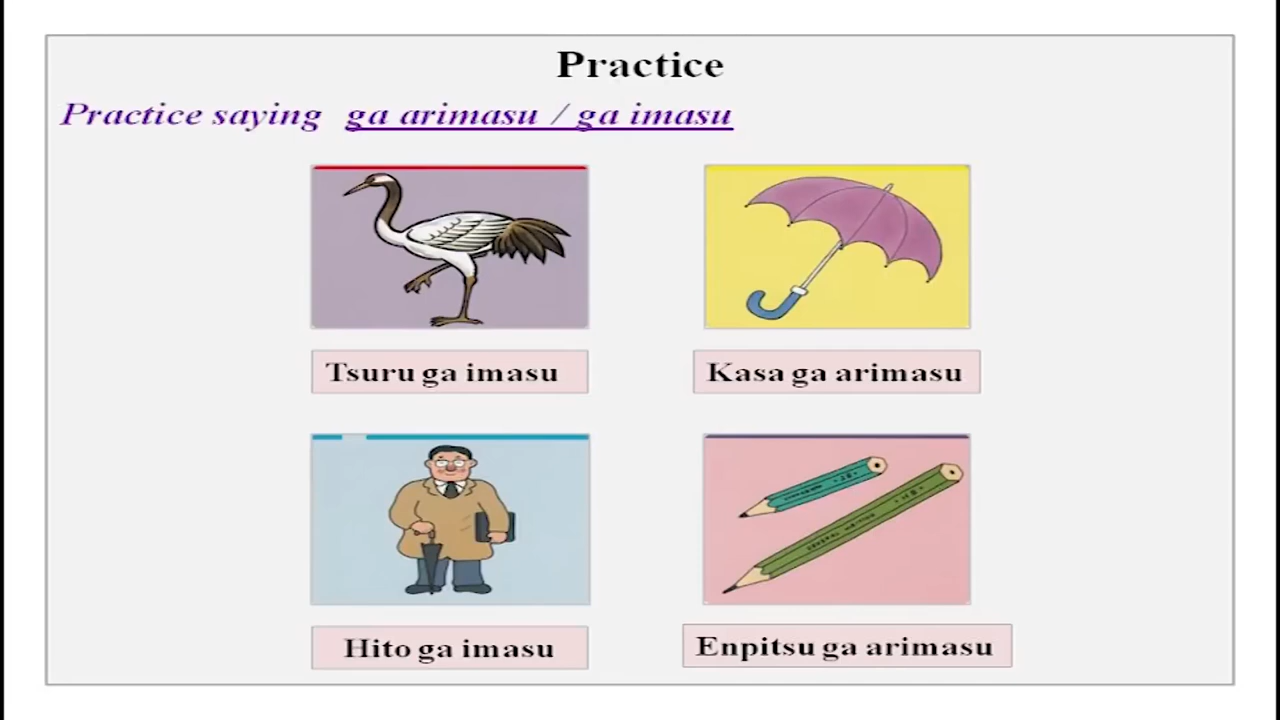 Practice
Practice saying ga arimasu / ga imasu
Tsuru ga imasu
Kasa ga arimasu
Hito ga imasu
Enpitsu ga arimasu